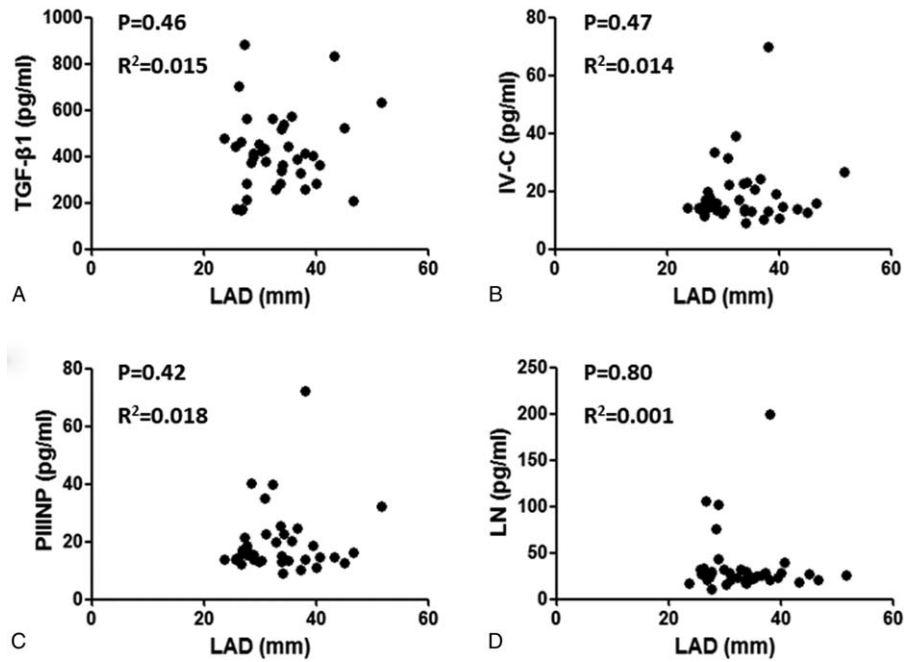 A
TGF-β1 (pg/ml)
1000
800
600
400
200
0
P=0.46
R²=0.015
0 20 40 60
LAD (mm)
B
IV-C (pg/ml)
80
60
40
20
0
P=0.47
R²=0.014
0 20 40 60
LAD (mm)
C
PIIINP (pg/ml)
80
60
40
20
0
P=0.42
R²=0.018
0 20 40 60
LAD (mm)
D
LN (pg/ml)
250
200
150
100
50
0
P=0.80
R²=0.001
0 20 40 60
LAD (mm)